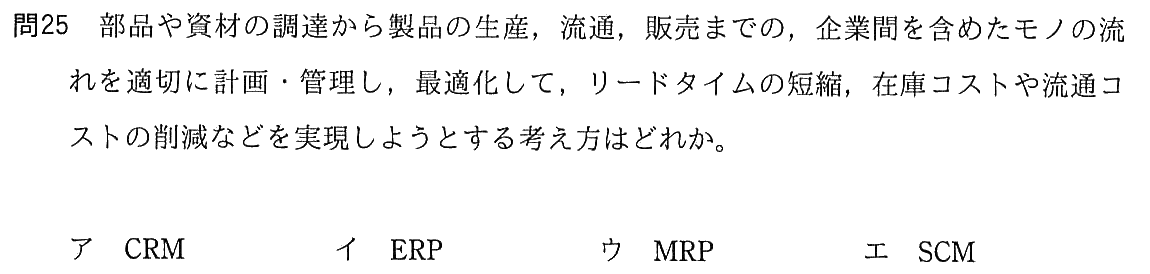 問25 部品や資材の調達から製品の生産，流通，販売までの，企業間を含めたモノの流
れを適切に計画・管理し，最適化して，リードタイムの短縮，在庫コストや流通コ
ストの削減などを実現しようとする考え方はどれか。
ア CRM イ ERP ウ MRP エ SCM